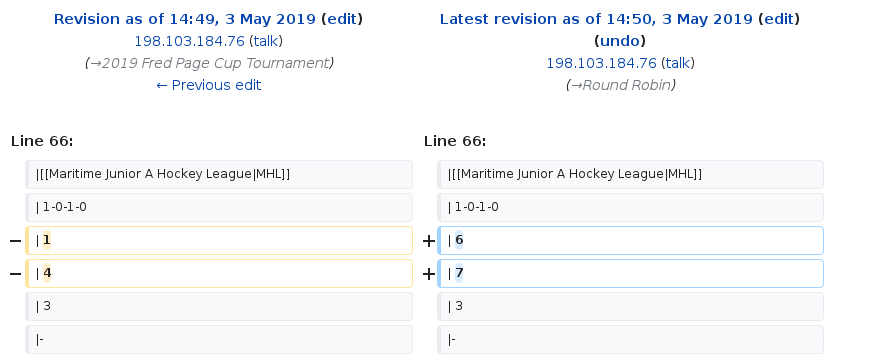 Revision as of 14:49, 3 May 2019 (edit)
198.103.184.76 (talk)
(→2019 Fred Page Cup Tournament)
← Previous edit
Latest revision as of 14:50, 3 May 2019 (edit)
(undo)
198.103.184.76 (talk)
(→Round Robin)
Line 66:
|[[Maritime Junior A Hockey League|MHL]]
| 1-0-1-0
− | 1
− | 4
| 3
|-
Line 66:
|[[Maritime Junior A Hockey League|MHL]]
| 1-0-1-0
+ | 6
+ | 7
| 3
|-